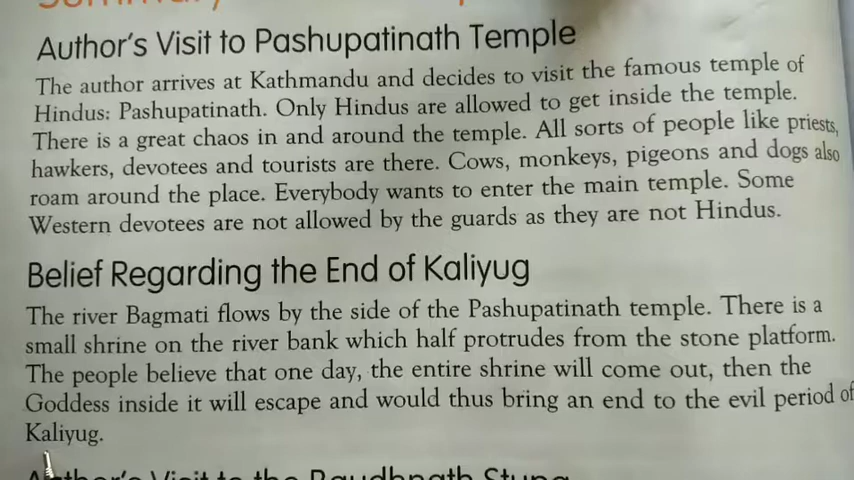 Author's Visit to Pashupatinath Temple
The author arrives at Kathmandu and decides to visit the famous temple of
Hindus: Pashupatinath. Only Hindus are allowed to get inside the temple.
There is a great chaos in and around the temple. All sorts of people like priests,
hawkers, devotees and tourists are there. Cows, monkeys, pigeons and dogs also
roam around the place. Everybody wants to enter the main temple. Some
Western devotees are not allowed by the guards as they are not Hindus.
Belief Regarding the End of Kaliyug
The river Bagmati flows by the side of the Pashupatinath temple. There is a
small shrine on the river bank which half protrudes from the stone platform.
The people believe that one day, the entire shrine will come out, then the
Goddess inside it will escape and would thus bring an end to the evil period of
Kaliyug.
Author's Visit to the Baudhnath Stupa